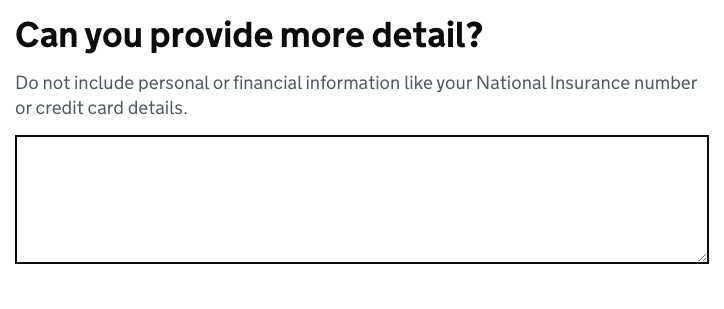 Can you provide more detail?
Do not include personal or financial information like your National Insurance number
or credit card details.